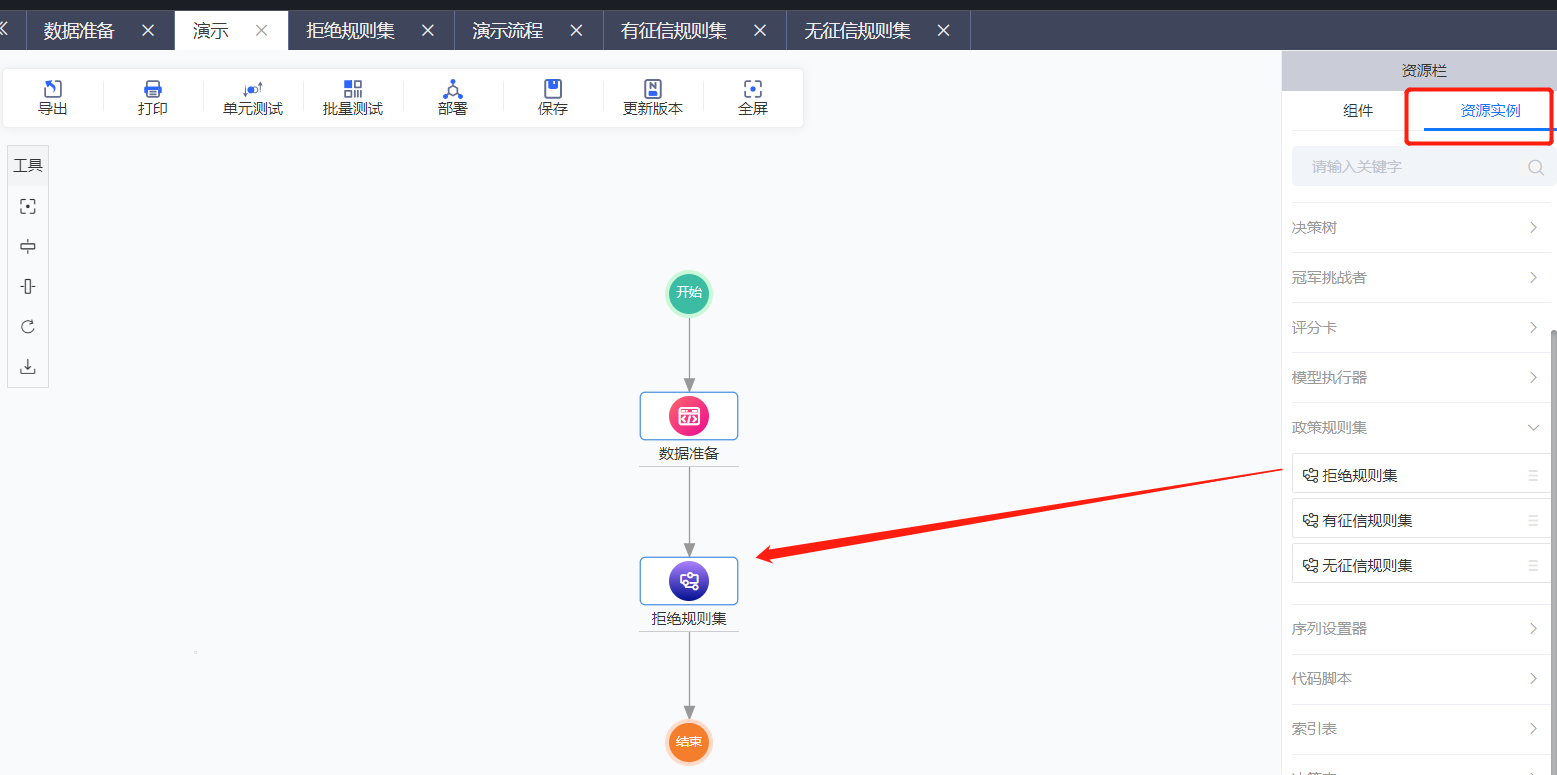 数据准备
演示
拒绝规则集
演示流程
有征信规则集
无征信规则集
导出
打印
单元测试
批量测试
部署
保存
更新版本
全屏
工具
开始
数据准备
拒绝规则集
结束
资源栏
组件
资源实例
请输入关键字
决策树
冠军挑战者
评分卡
模型执行器
政策规则集
拒绝规则集
有征信规则集
无征信规则集
序列设置器
代码脚本
索引表